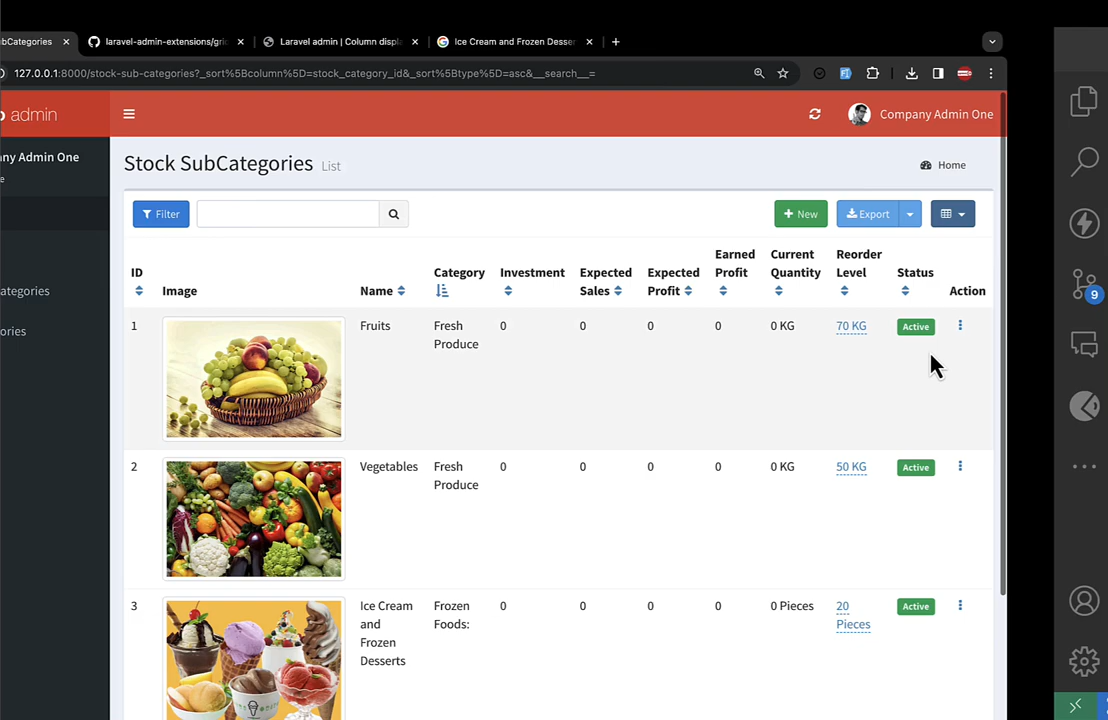 ubCategories
laravel-admin-extensions/gric
Laravel admin | Column displ
Ice Cream and Frozen Desser
127.0.0.1:8000/stock-sub-categories?_sort%5Bcolumn%5D=stock_category_id&_sort%5Btype%5D=asc&__search__=
admin
Company Admin One
ny Admin One
e
Stock SubCategories List
Home
Filter
New
Export
ID
Image
Name
Category
Investment
Expected
Sales
Expected
Profit
Earned
Profit
Current
Quantity
Reorder
Level
Status
Action
ategories
ories
1
Fruits
Fresh
Produce
0
0
0
0
0 KG
70 KG
Active
2
Vegetables
Fresh
Produce
0
0
0
0
0 KG
50 KG
Active
3
Ice Cream
and
Frozen
Desserts
Frozen
Foods:
0
0
0
0
0 Pieces
20
Pieces
Active
9